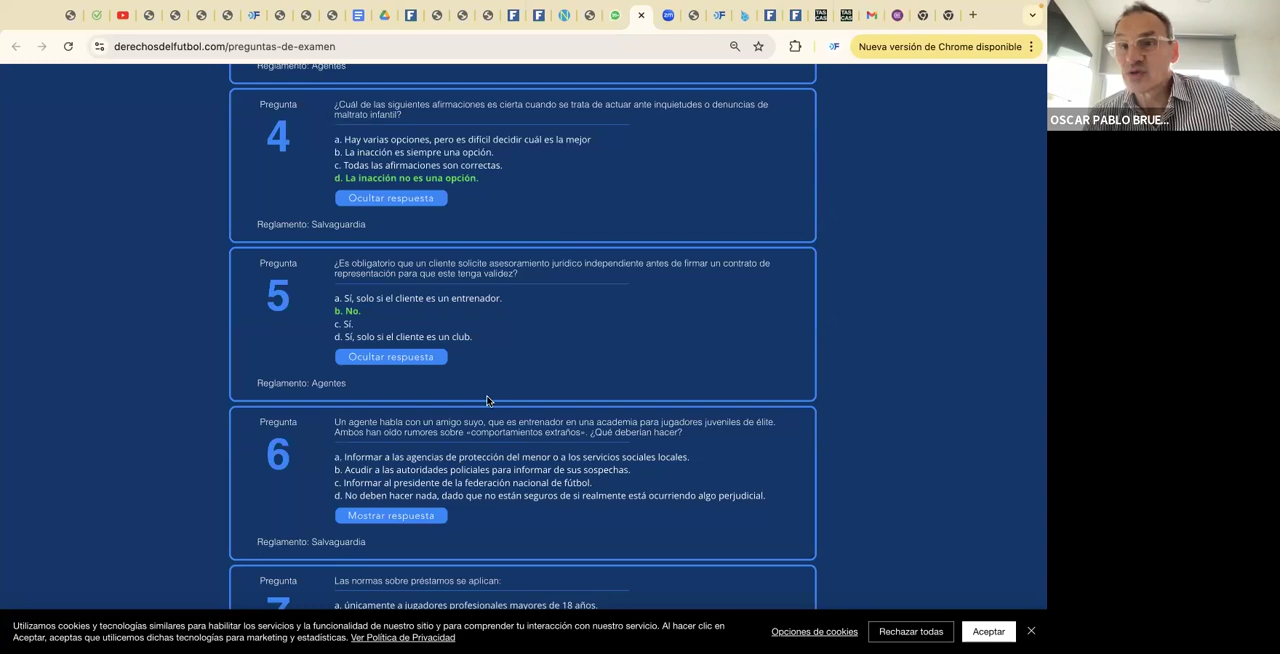 derechosdelfutbol.com/preguntas-de-examen
Nueva versión de Chrome disponible
OSCAR PABLO BRUE...
Reglamento: Agentes
Pregunta
4
¿Cuál de las siguientes afirmaciones es cierta cuando se trata de actuar ante inquietudes o denuncias de
maltrato infantil?
a. Hay varias opciones, pero es difícil decidir cuál es la mejor
b. La inacción es siempre una opción.
c. Todas las afirmaciones son correctas.
d. La inacción no es una opción.
Ocultar respuesta
Reglamento: Salvaguardia
Pregunta
5
¿Es obligatorio que un cliente solicite asesoramiento jurídico independiente antes de firmar un contrato de
representación para que este tenga validez?
a. Sí, solo si el cliente es un entrenador.
b. No.
c. Sí.
d. Sí, solo si el cliente es un club.
Ocultar respuesta
Reglamento: Agentes
Pregunta
6
Un agente habla con un amigo suyo, que es entrenador en una academia para jugadores juveniles de élite.
Ambos han oído rumores sobre «comportamientos extraños». ¿Qué deberían hacer?
a. Informar a las agencias de protección del menor o a los servicios sociales locales.
b. Acudir a las autoridades policiales para informar de sus sospechas.
c. Informar al presidente de la federación nacional de fútbol.
d. No deben hacer nada, dado que no están seguros de si realmente está ocurriendo algo perjudicial.
Mostrar respuesta
Reglamento: Salvaguardia
Pregunta
7
Las normas sobre préstamos se aplican:
a. únicamente a jugadores profesionales mayores de 18 años.
Utilizamos cookies y tecnologías similares para habilitar los servicios y la funcionalidad de nuestro sitio y para comprender tu interacción con nuestro servicio. Al hacer clic en
Aceptar, aceptas que utilicemos dichas tecnologías para marketing y estadísticas. Ver Política de Privacidad
Opciones de cookies
Rechazar todas
Aceptar